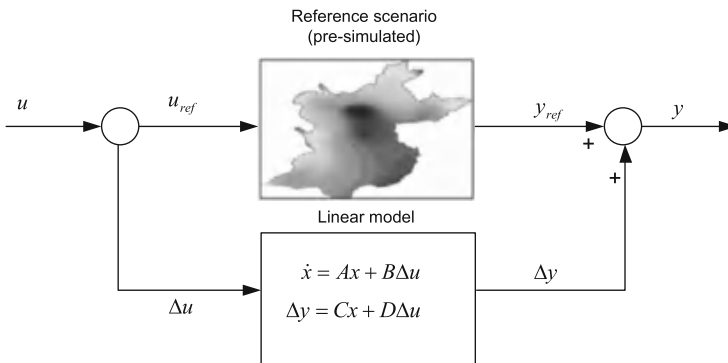 Reference scenario
(pre-simulated)
u
u_ref
y_ref
y
+
+
Linear model
ẋ = Ax + BΔu
Δy = Cx + DΔu
Δu
Δy